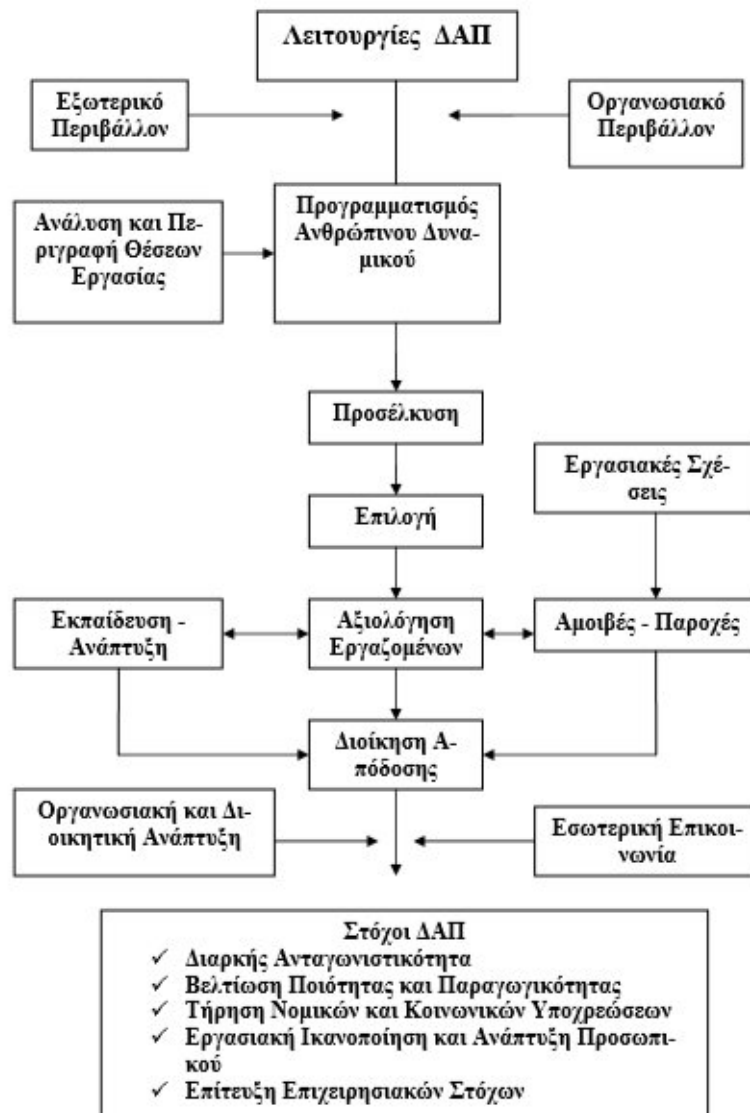 Λειτουργίες ΔΑΠ
Εξωτερικό
Περιβάλλον
Οργανωσιακό
Περιβάλλον
Ανάλυση και Πε-
ριγραφή Θέσεων
Εργασίας
Προγραμματισμός
Ανθρώπινου Δυνα-
μικού
Προσέλκυση
Εργασιακές Σχέ-
σεις
Επιλογή
Εκπαίδευση -
Ανάπτυξη
Αξιολόγηση
Εργαζομένων
Αμοιβές - Παροχές
Διοίκηση Α-
πόδοσης
Οργανωσιακή και Δι-
οικητική Ανάπτυξη
Εσωτερική Επικοι-
νωνία
Στόχοι ΔΑΠ
✓ Διαρκής Ανταγωνιστικότητα
✓ Βελτίωση Ποιότητας και Παραγωγικότητας
✓ Τήρηση Νομικών και Κοινωνικών Υποχρεώσεων
✓ Εργασιακή Ικανοποίηση και Ανάπτυξη Προσωπι-
κού
✓ Επίτευξη Επιχειρησιακών Στόχων